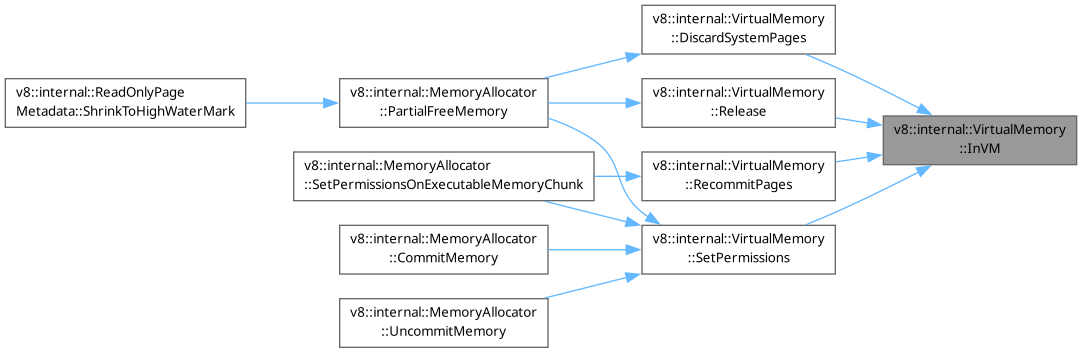 v8::internal::VirtualMemory
::DiscardSystemPages
v8::internal::ReadOnlyPage
Metadata::ShrinkToHighWaterMark
v8::internal::MemoryAllocator
::PartialFreeMemory
v8::internal::VirtualMemory
::Release
v8::internal::VirtualMemory
::InVM
v8::internal::MemoryAllocator
::SetPermissionsOnExecutableMemoryChunk
v8::internal::VirtualMemory
::RecommitPages
v8::internal::MemoryAllocator
::CommitMemory
v8::internal::VirtualMemory
::SetPermissions
v8::internal::MemoryAllocator
::UncommitMemory